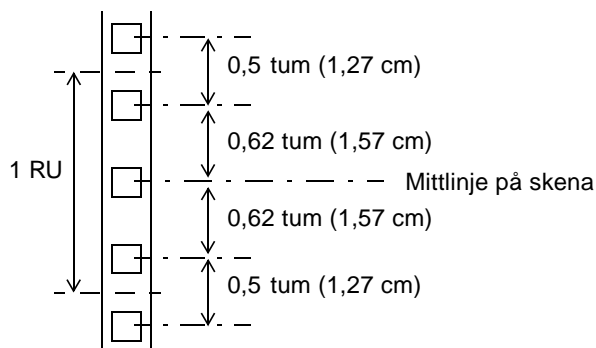 0,5 tum (1,27 cm)
0,62 tum (1,57 cm)
1 RU
Mittlinje på skena
0,62 tum (1,57 cm)
0,5 tum (1,27 cm)